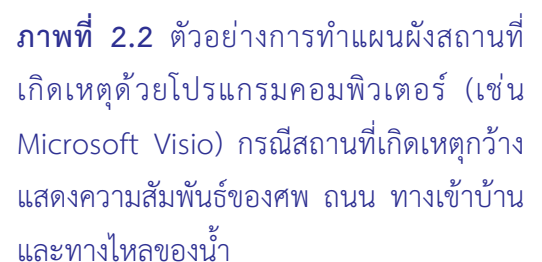 ภาพที่ 2.2 ตัวอย่างการทำแผนผังสถานที่
เกิดเหตุด้วยโปรแกรมคอมพิวเตอร์ (เช่น
Microsoft Visio) กรณีสถานที่เกิดเหตุกว้าง
แสดงความสัมพันธ์ของศพ ถนน ทางเข้าบ้าน
และทางไหลของน้ำ